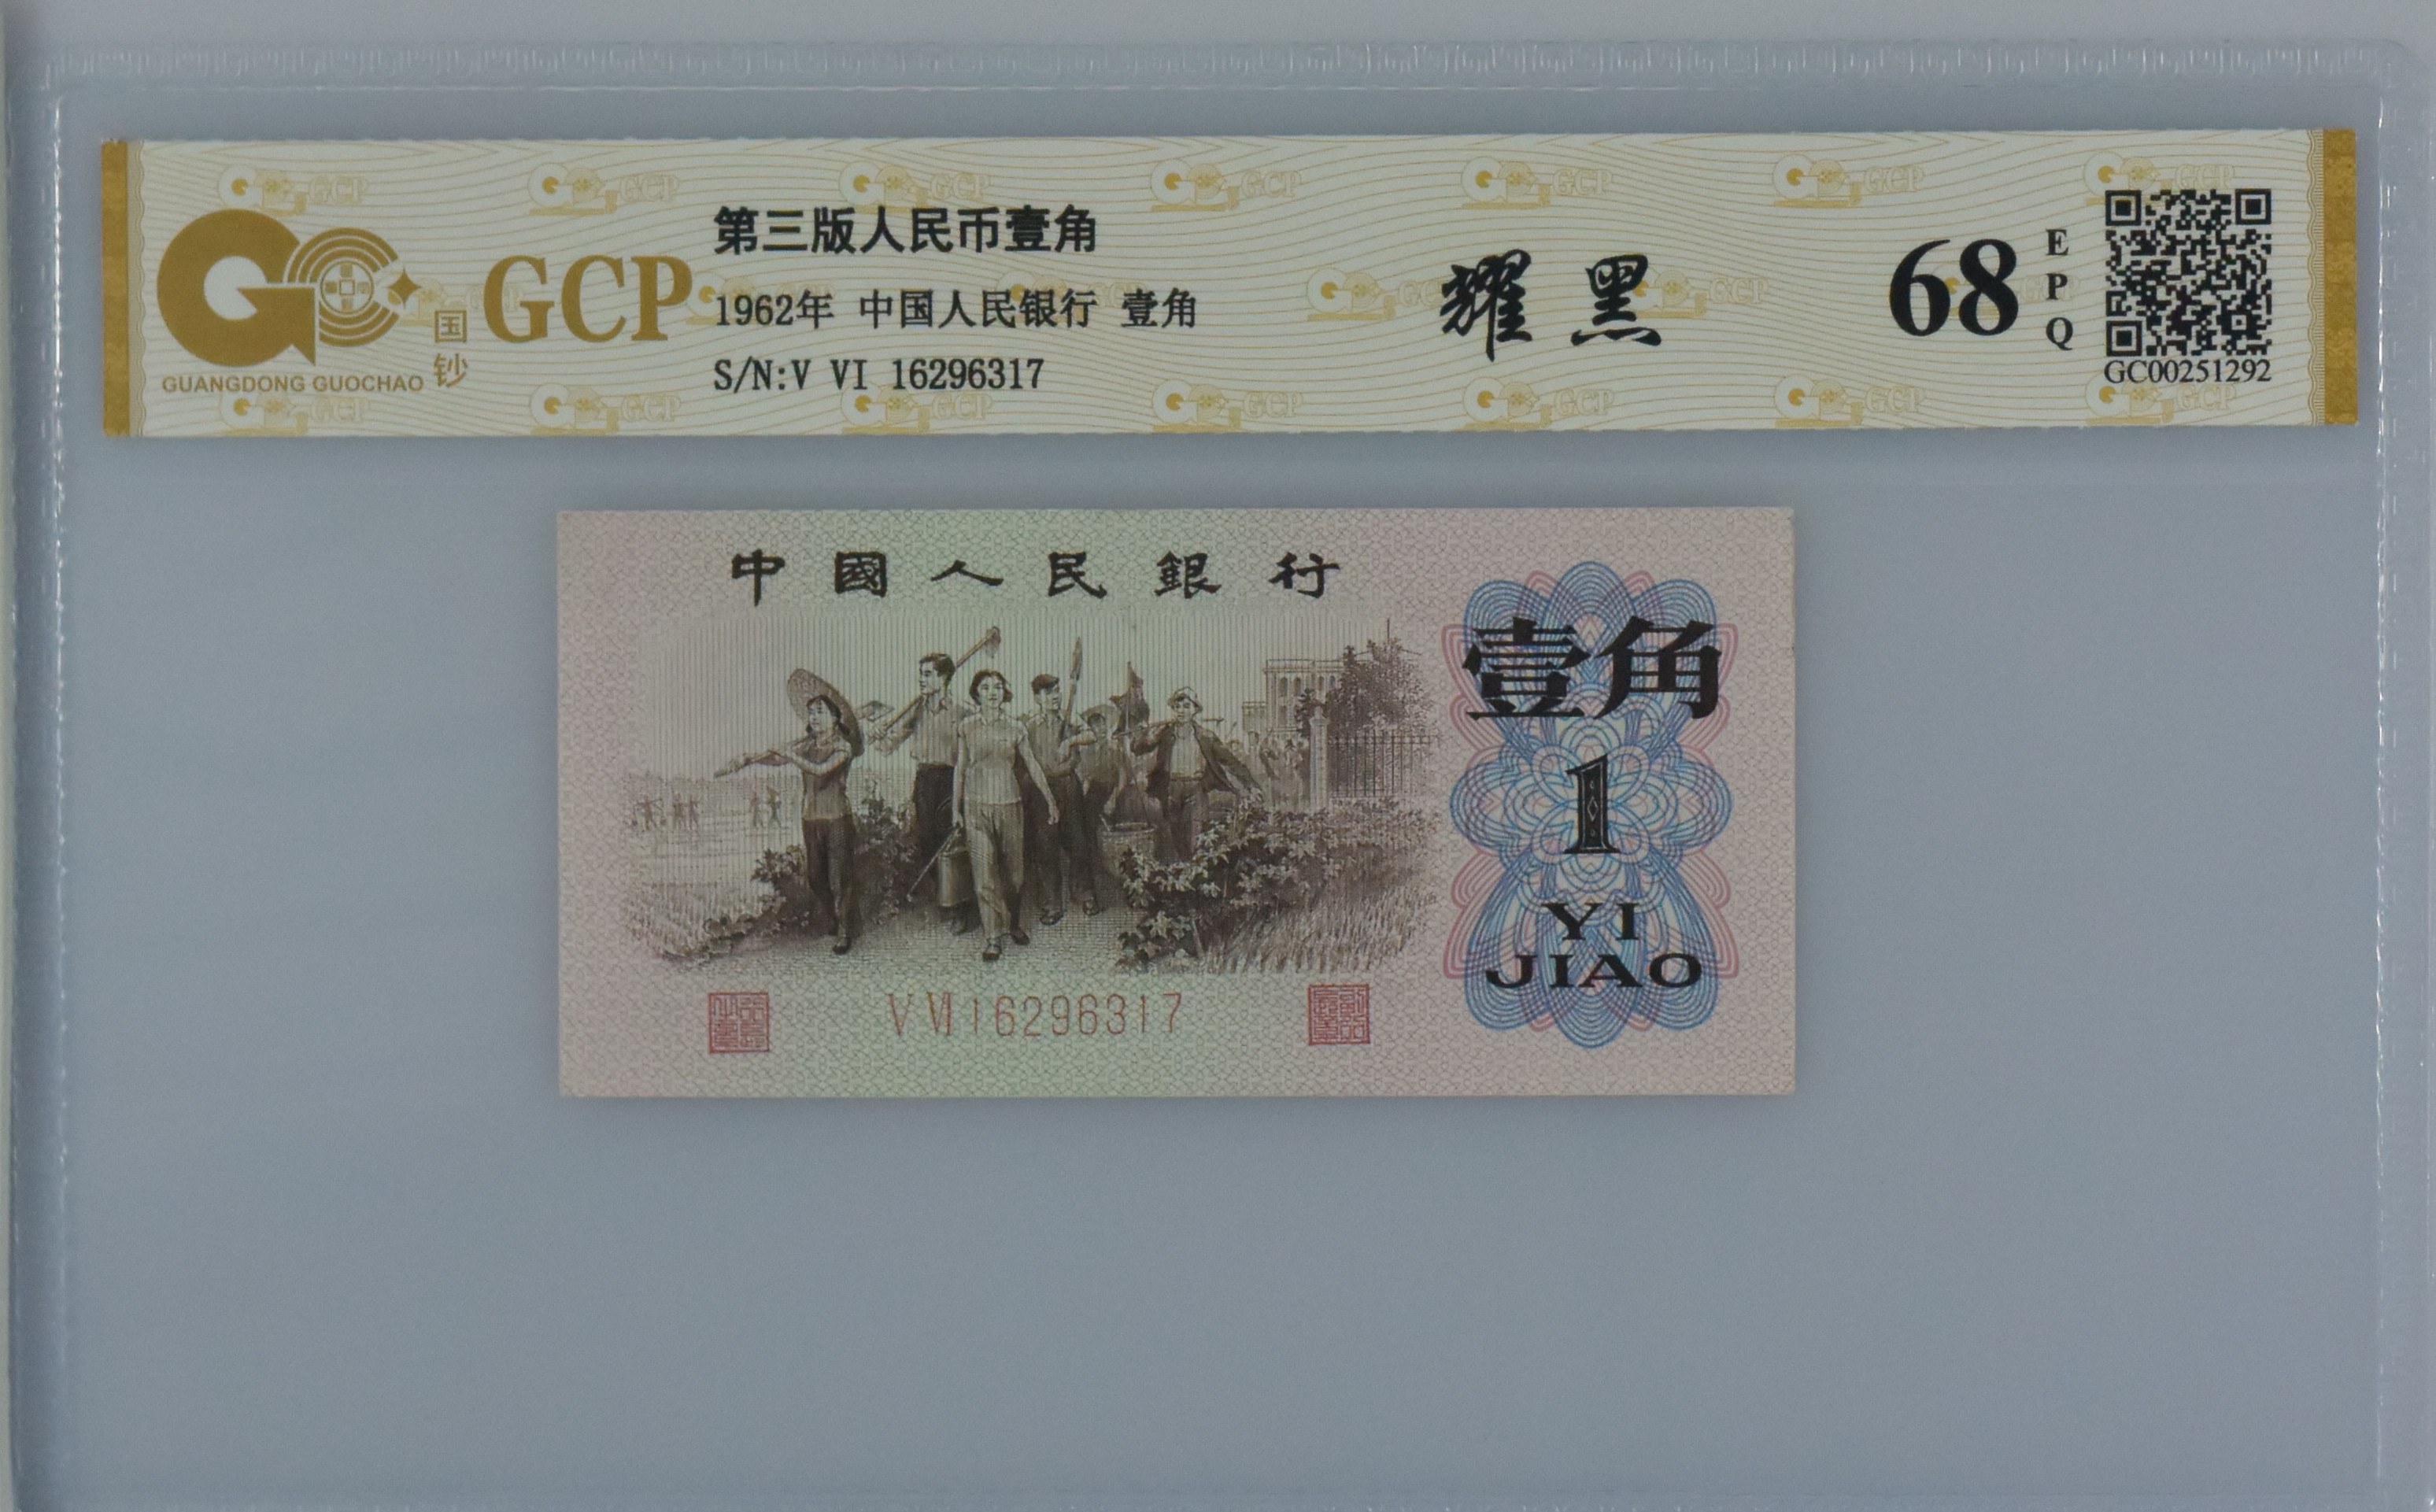 GCP
国钞
GUANGDONG GUOCHAO
第三版人民币壹角
1962年 中国人民银行 壹角
S/N:V VI 16296317
耀黑
68
EPQ
GC00251292
中國人民銀行
壹角
1
YI
JIAO
V VI 16296317